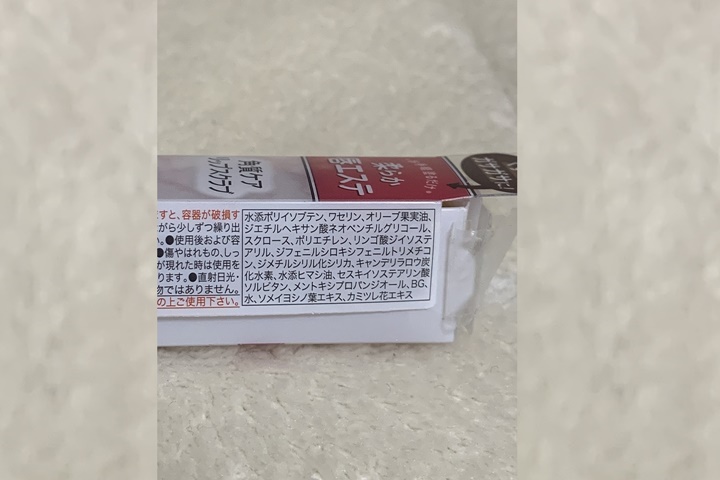 柔らか
唇エステ
角質ケア
リップスクラブ
すと、容器が破損す
がら少しずつ繰り出
い。●使用後および容
●傷やはれもの、しっ
が現れた時は使用を
ります。●直射日光・
物ではありません。
の上ご使用下さい。
水添ポリイソブテン、ワセリン、オリーブ果実油、
ジエチルヘキサン酸ネオペンチルグリコール、
スクロース、ポリエチレン、リンゴ酸ジイソステ
アリル、ジフェニルシロキシフェニルトリメチコ
ン、ジメチルシリル化シリカ、キャンデリラロウ炭
化水素、水添ヒマシ油、セスキイソステアリン酸
ソルビタン、メントキシプロパンジオール、BG、
水、ソメイヨシノ葉エキス、カミツレ花エキス